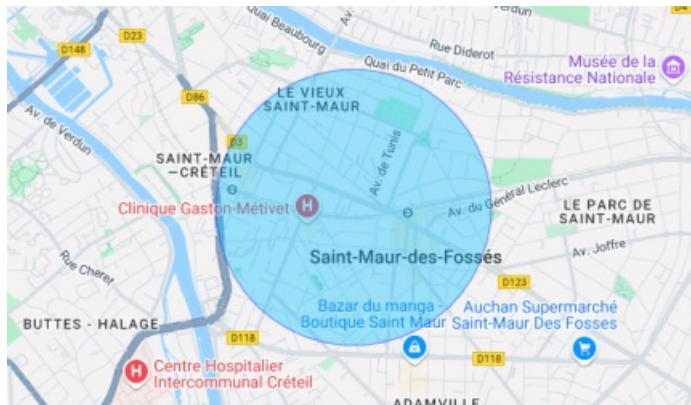 Quai Beaubourg
Verdun
D4
D23
D148
Rue Diderot
Quai du Petit Parc
Musée de la
Résistance Nationale
D86
LE VIEUX
SAINT-MAUR
Av. de Verdun
D3
SAINT-MAUR
–CRÉTEIL
Av. de Tunis
Clinique Gaston-Métivet
H
Av. du Général Leclerc
LE PARC DE
SAINT-MAUR
Av. Joffre
Saint-Maur-des-Fossés
Rue Chéret
D123
Bazar du manga -
Boutique Saint Maur
Auchan Supermarché
Saint-Maur Des Fosses
BUTTES - HALAGE
D118
D118
H
Centre Hospitalier
Intercommunal Créteil
ADAMVILLE